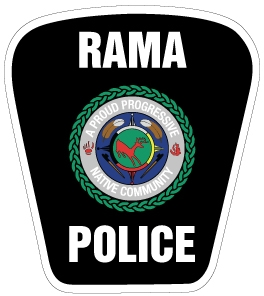 RAMA
A PROUD PROGRESSIVE
NATIVE COMMUNITY
POLICE